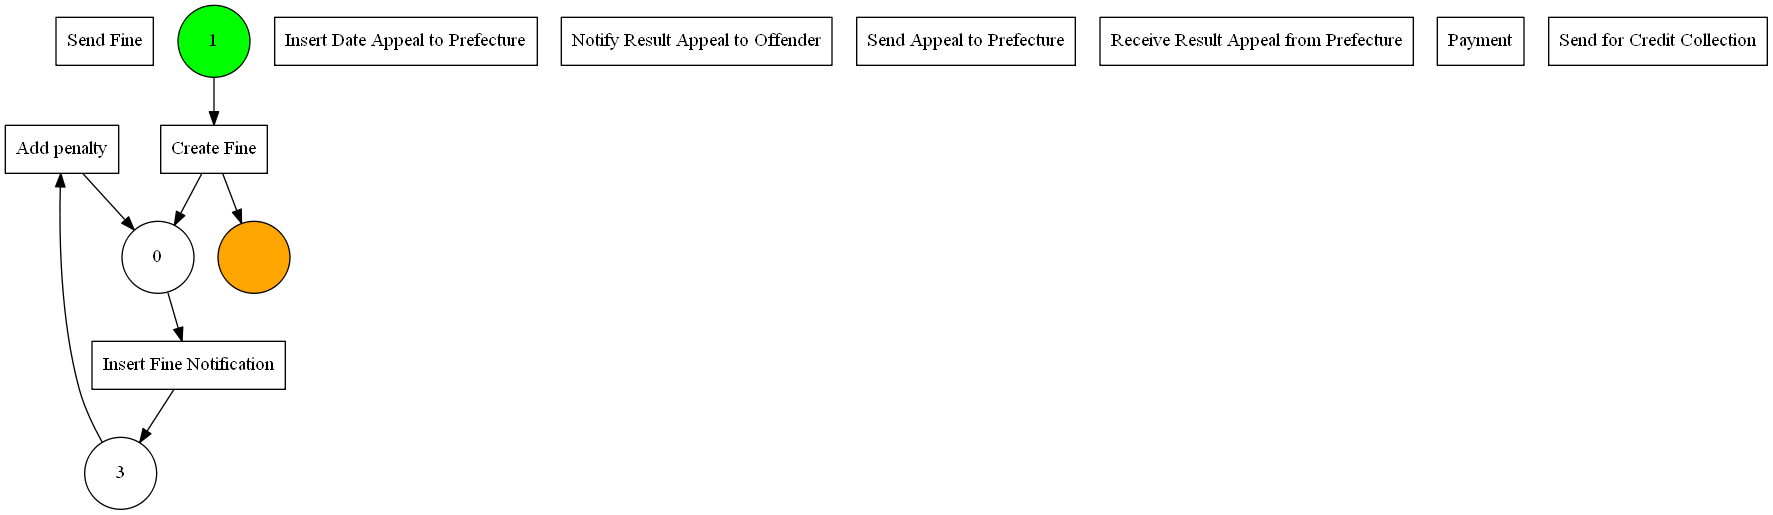 Send Fine
1
Insert Date Appeal to Prefecture
Notify Result Appeal to Offender
Send Appeal to Prefecture
Receive Result Appeal from Prefecture
Payment
Send for Credit Collection
Add penalty
Create Fine
0
Insert Fine Notification
3